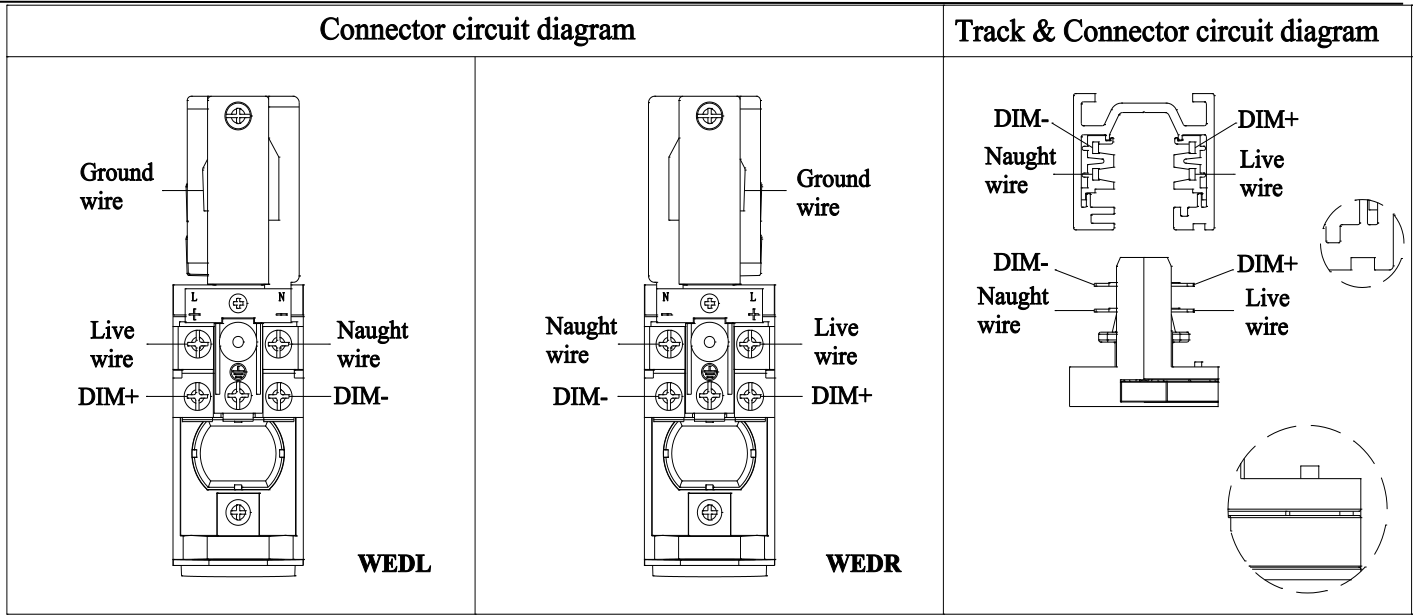 Connector circuit diagram
Track & Connector circuit diagram
Ground
wire
L
N
Live
wire
Naught
wire
DIM+
DIM-
WEDL
Ground
wire
N
L
Naught
wire
Live
wire
DIM-
DIM+
WEDR
DIM-
DIM+
Naught
wire
Live
wire
DIM-
DIM+
Naught
wire
Live
wire